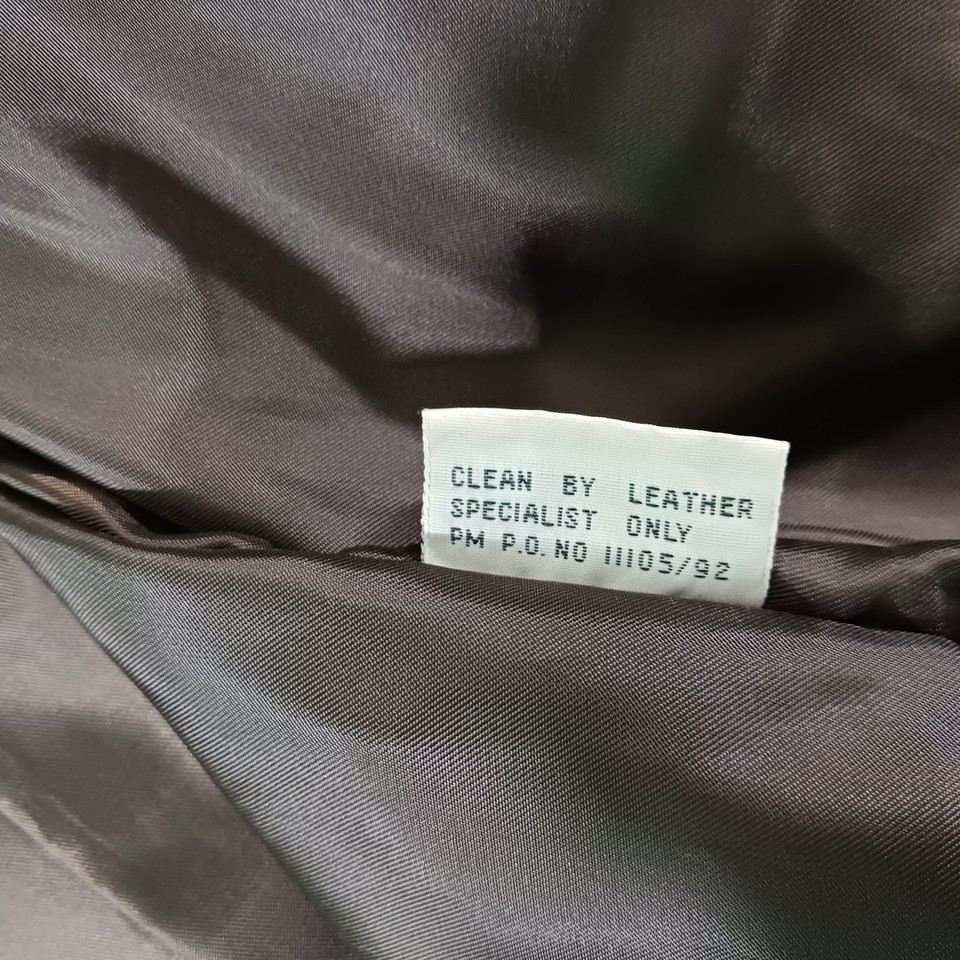 CLEAN BY LEATHER
SPECIALIST ONLY
PM P.O. NO 11105/92